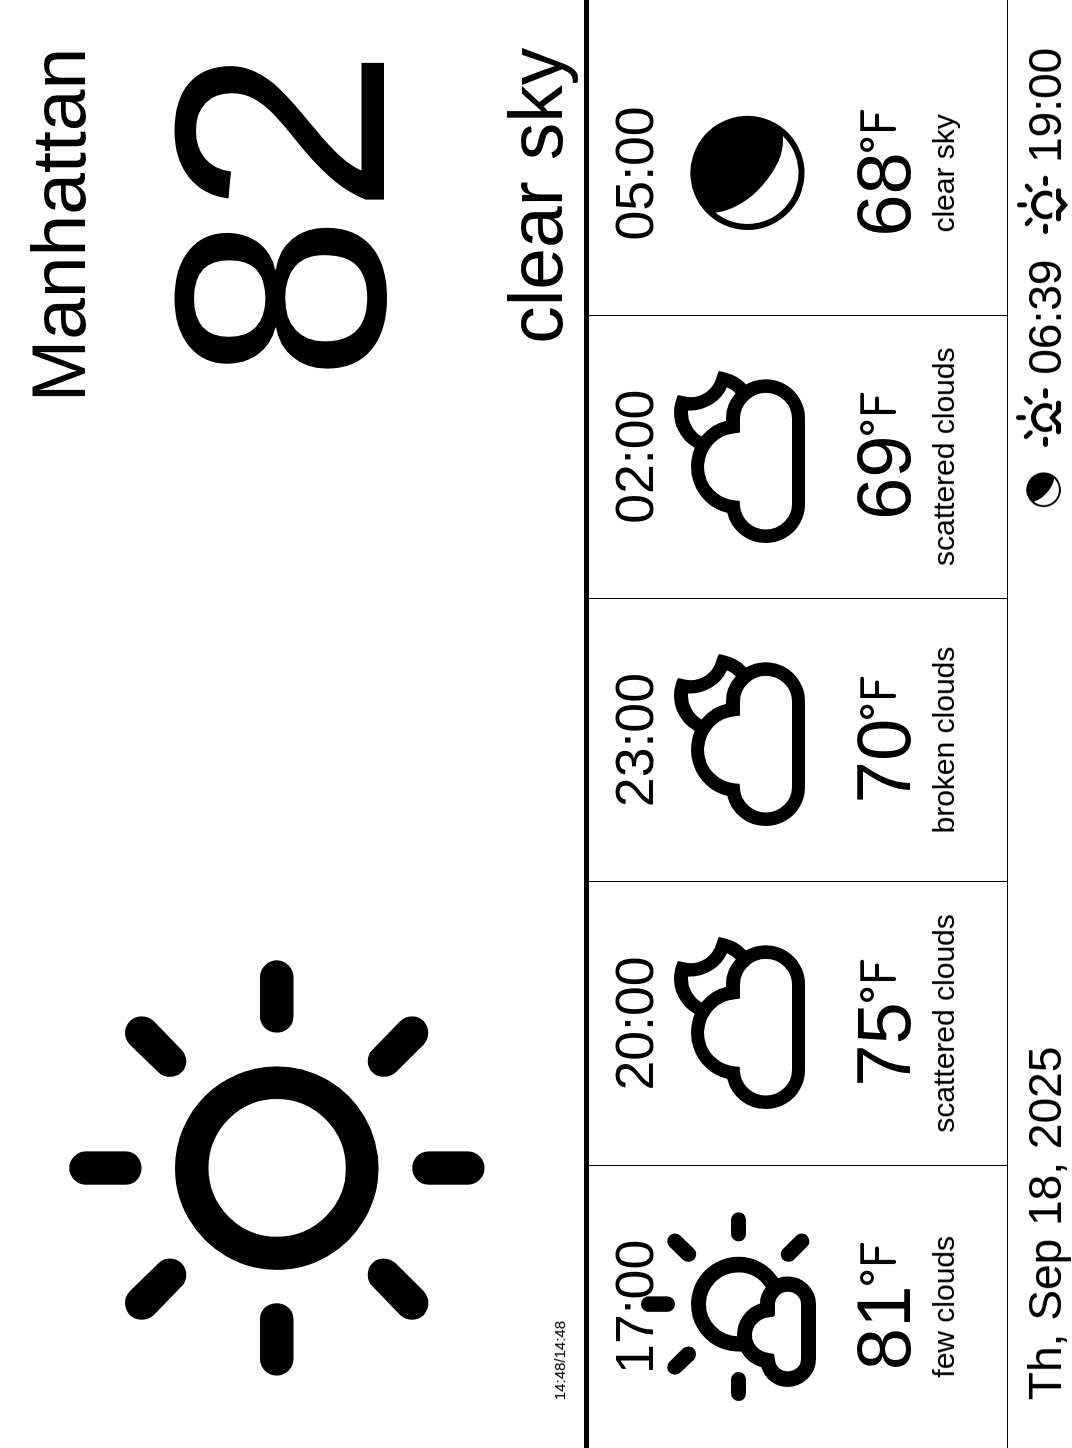 Manhattan
82
clear sky
14:48/14:48
17:00
81°F
few clouds
20:00
75°F
scattered clouds
23:00
70°F
broken clouds
02:00
69°F
scattered clouds
05:00
68°F
clear sky
Th, Sep 18, 2025
06:39
19:00